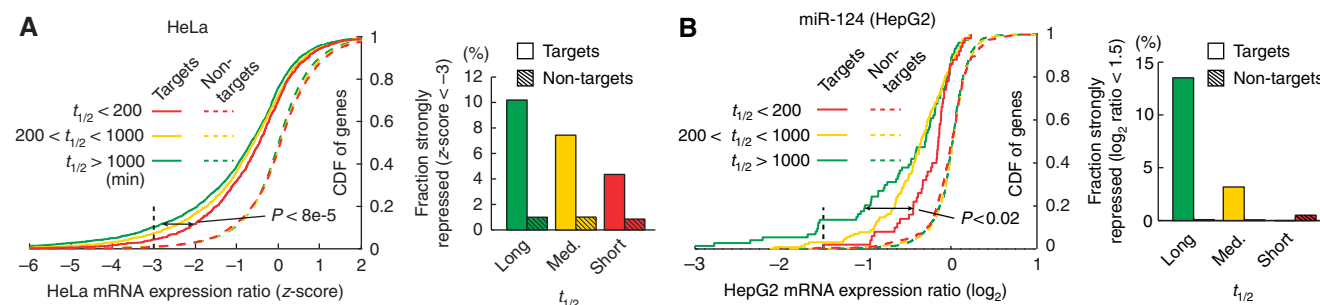 A
HeLa
Targets
Non-
targets
t1/2 < 200
200 < t1/2 < 1000
t1/2 > 1000
(min)
P < 8e-5
1
0.8
0.6
0.4
0.2
0
CDF of genes
−6 −5 −4 −3 −2 −1 0 1 2
HeLa mRNA expression ratio (z-score)
(%)
Targets
Non-targets
12
10
8
6
4
2
0
Fraction strongly
repressed (z-score < −3)
Long Med. Short
t1/2
B
miR-124 (HepG2)
Targets
Non-
targets
t1/2 < 200
200 < t1/2 < 1000
t1/2 > 1000
P<0.02
1
0.8
0.6
0.4
0.2
0
CDF of genes
−3 −2 −1 0 1
HepG2 mRNA expression ratio (log2)
(%)
Targets
Non-targets
15
10
5
0
Fraction strongly
repressed (log2 ratio < 1.5)
Long Med. Short
t1/2